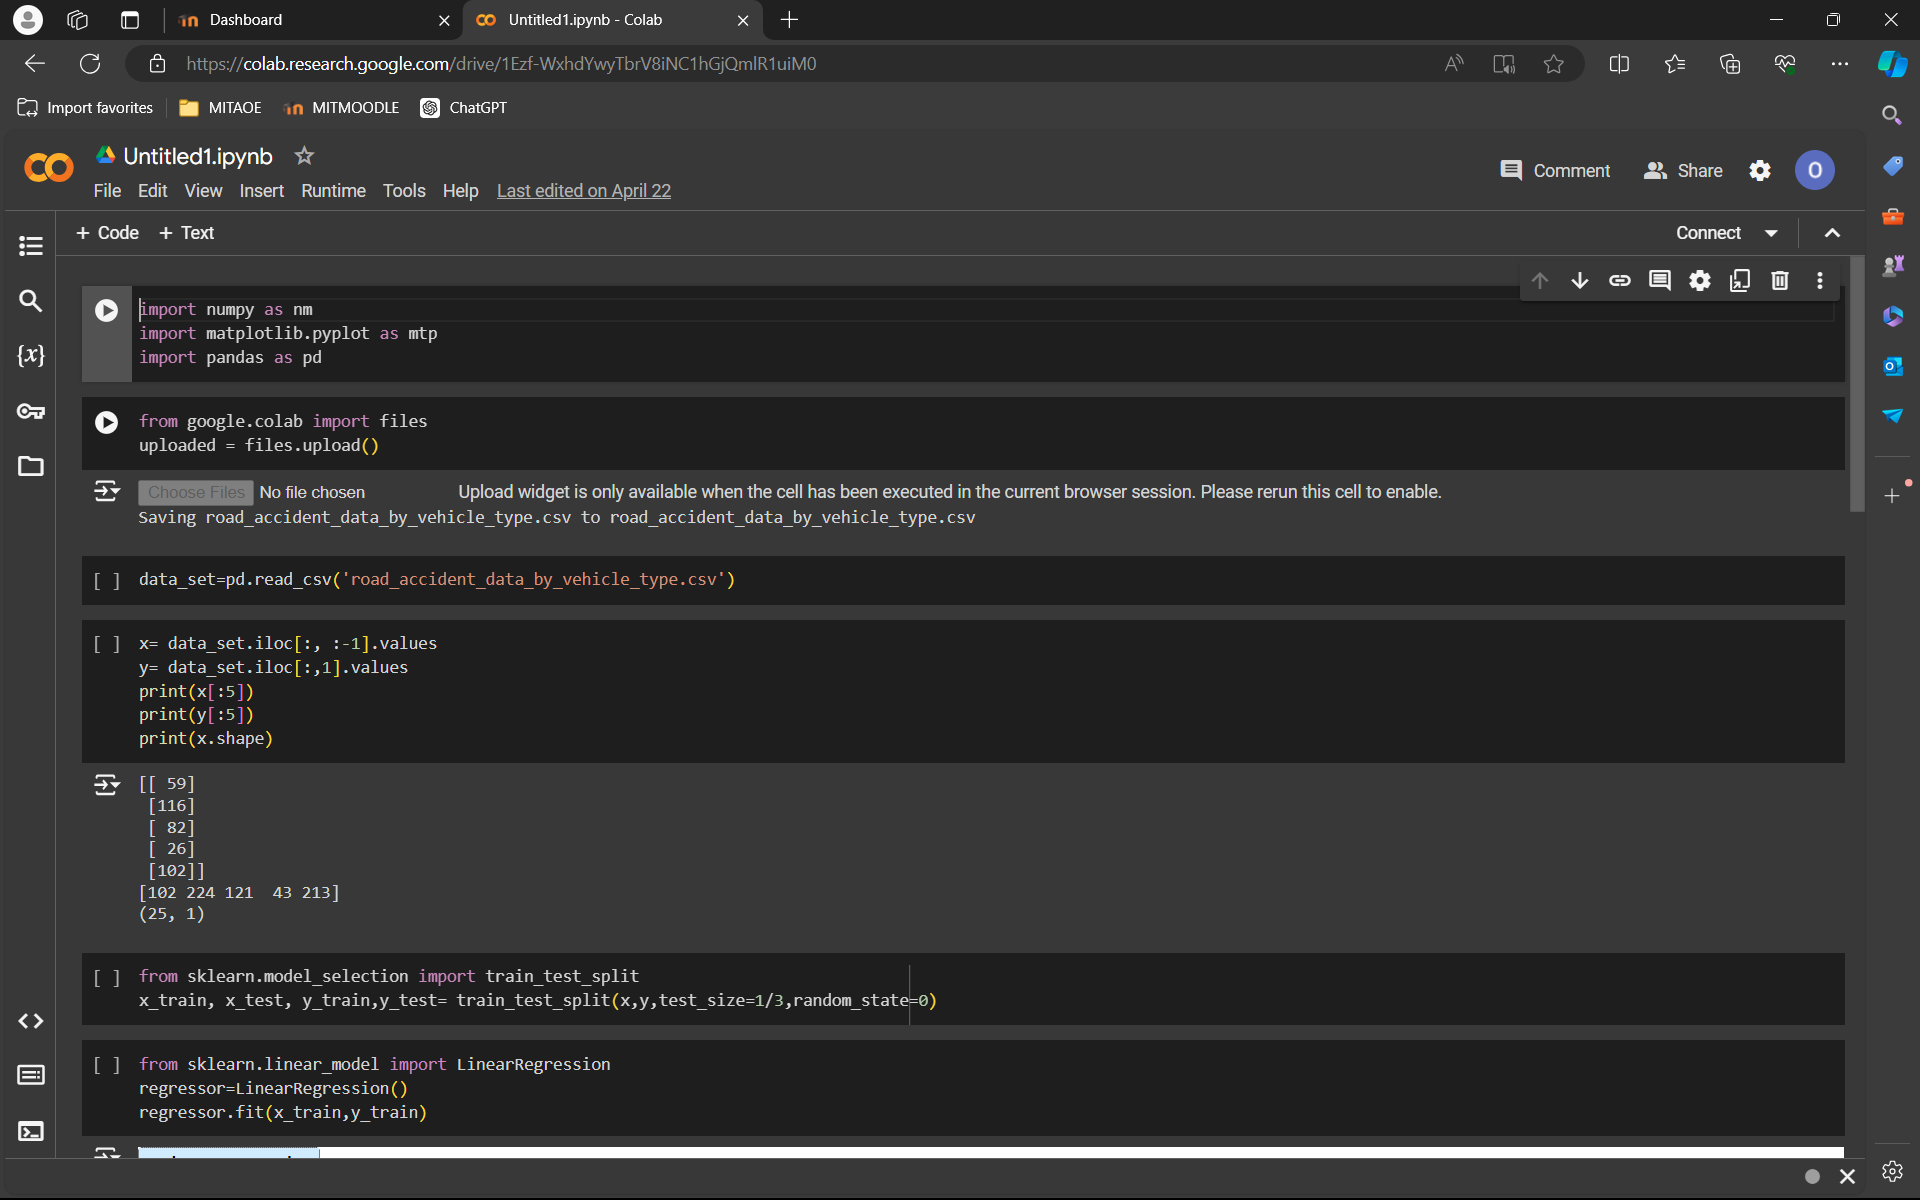 Dashboard
Untitled1.ipynb - Colab
https://colab.research.google.com/drive/1Ezf-WxhdYwyTbrV8iNC1hGjQmlR1uiM0
Import favorites
MITAOE
MITMOODLE
ChatGPT
Untitled1.ipynb
Comment
Share
O
File Edit View Insert Runtime Tools Help Last edited on April 22
+ Code + Text
Connect
import numpy as nm
import matplotlib.pyplot as mtp
import pandas as pd
from google.colab import files
uploaded = files.upload()
Choose Files No file chosen Upload widget is only available when the cell has been executed in the current browser session. Please rerun this cell to enable.
Saving road_accident_data_by_vehicle_type.csv to road_accident_data_by_vehicle_type.csv
[ ] data_set=pd.read_csv('road_accident_data_by_vehicle_type.csv')
[ ] x= data_set.iloc[:, :-1].values
y= data_set.iloc[:,1].values
print(x[:5])
print(y[:5])
print(x.shape)
[[ 59]
[116]
[ 82]
[ 26]
[102]]
[102 224 121  43 213]
(25, 1)
[ ] from sklearn.model_selection import train_test_split
x_train, x_test, y_train,y_test= train_test_split(x,y,test_size=1/3,random_state=0)
[ ] from sklearn.linear_model import LinearRegression
regressor=LinearRegression()
regressor.fit(x_train,y_train)